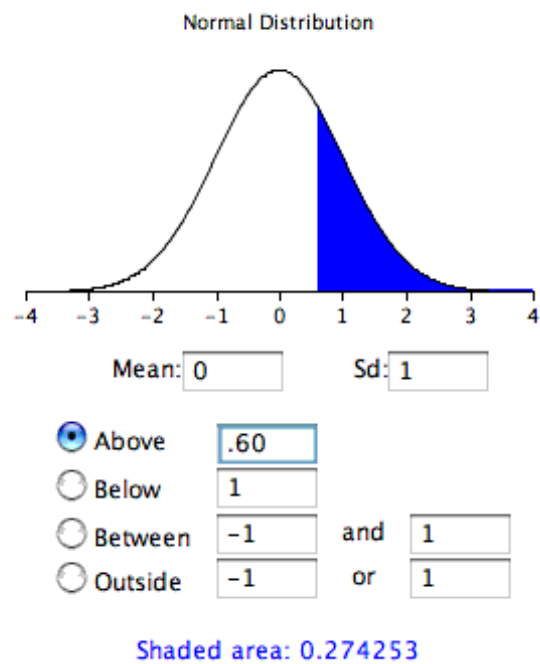 Normal Distribution
-4 -3 -2 -1 0 1 2 3 4
Mean: 0 Sd: 1
Above .60
Below 1
Between -1 and 1
Outside -1 or 1
Shaded area: 0.274253